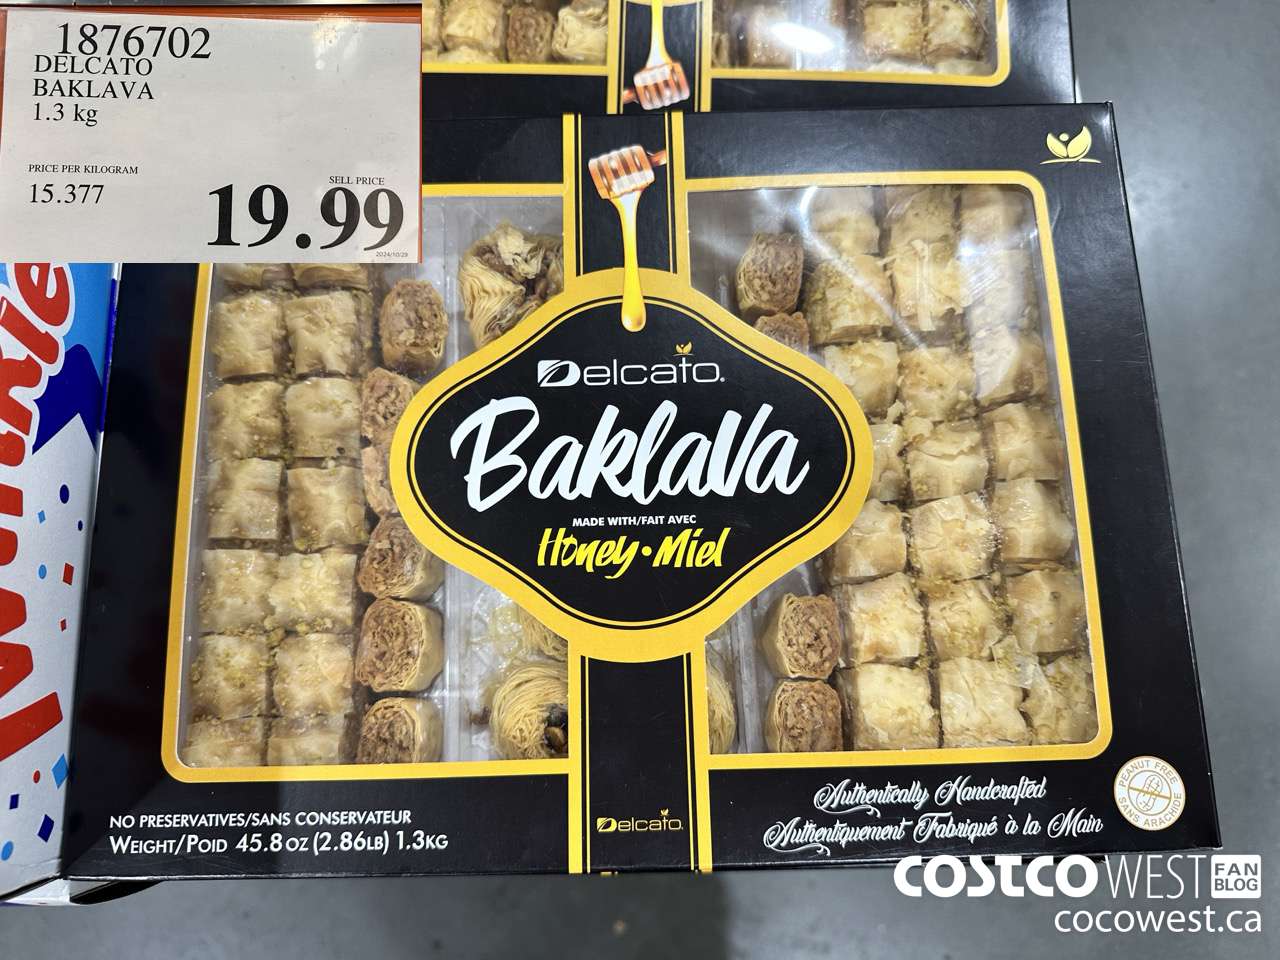 1876702
DELCATO
BAKLAVA
1.3 kg
PRICE PER KILOGRAM
15.377
SELL PRICE
19.99
2024/10/29
Delcato.
Baklava
MADE WITH/FAIT AVEC
Honey • Miel
NO PRESERVATIVES/SANS CONSERVATEUR
WEIGHT/POID 45.8 OZ (2.86LB) 1.3KG
Delcato.
Authentically Handcrafted
Authentiquement Fabriqué à la Main
PEANUT FREE
SANS ARACHIDE
COSTCO WEST FAN BLOG
cocowest.ca